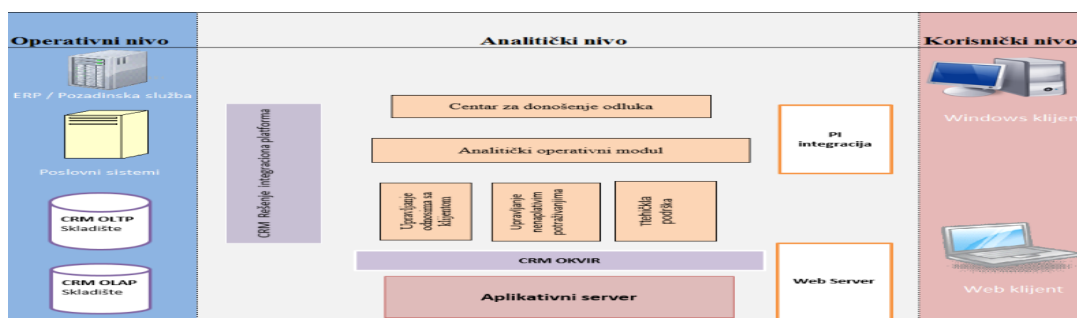 Operativni nivo
Analitički nivo
Korisnički nivo
ERP / Pozadinska služba
Poslovni sistemi
CRM OLTP
Skladište
CRM OLAP
Skladište
CRM Rešenje integraciona platforma
Centar za donošenje odluka
Analitički operativni modul
Upravljanje
odnosima sa
klijentom
Upravljanje
nenaplativim
potraživanjima
Ttehička
podrška
CRM OKVIR
Aplikativni server
PI
integracija
Web Server
Windows klijen
Web klijent